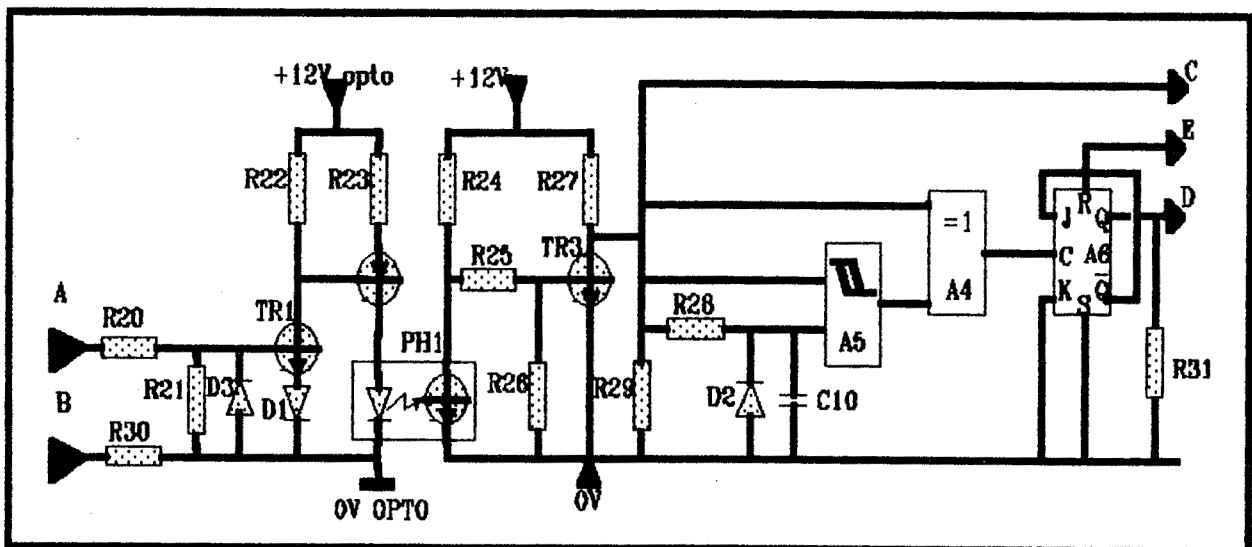 +12V opto
+12V
C
E
D
R22
R23
R24
R27
J
R
Q
=1
C
A6
K
Q̅
S
TR3
R25
A4
A
R20
TR1
PH1
R28
A5
R21
D3
D1
R26
R29
D2
C10
R31
B
R30
0V OPTO
0V